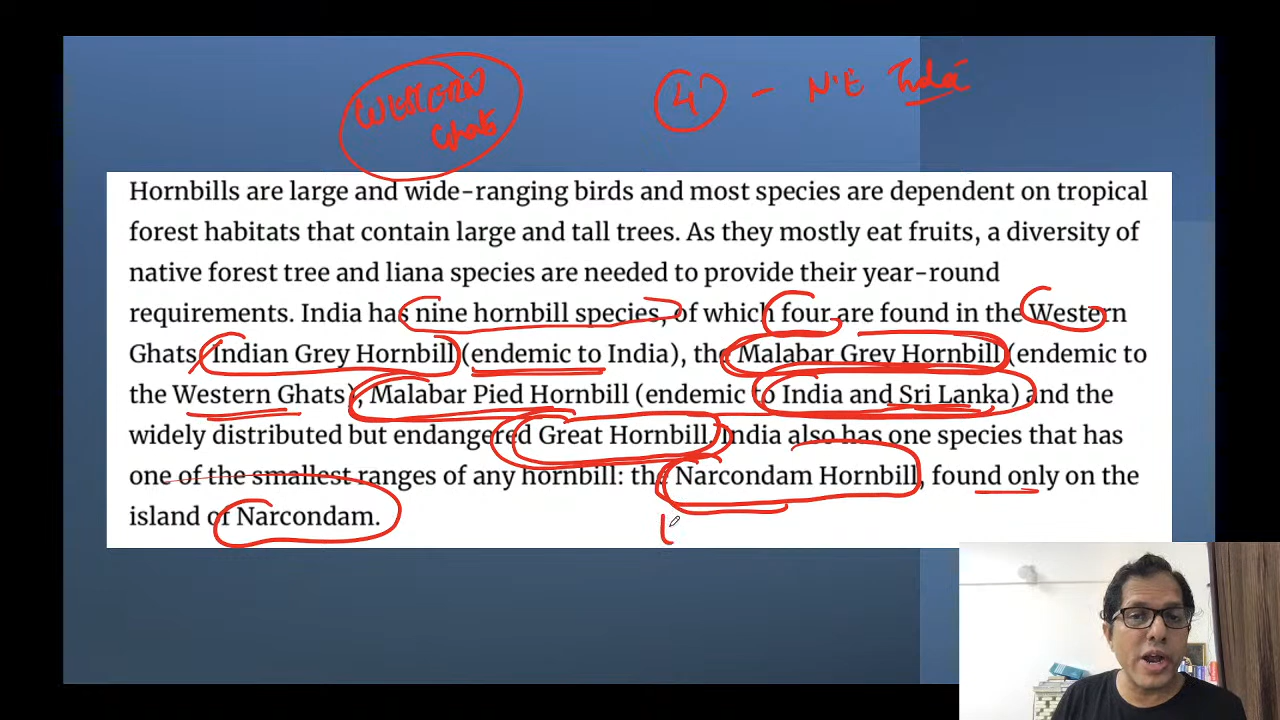 WESTERN
Ghats
4 - N.E India
Hornbills are large and wide-ranging birds and most species are dependent on tropical
forest habitats that contain large and tall trees. As they mostly eat fruits, a diversity of
native forest tree and liana species are needed to provide their year-round
requirements. India has nine hornbill species, of which four are found in the Western
Ghats, Indian Grey Hornbill (endemic to India), the Malabar Grey Hornbill (endemic to
the Western Ghats), Malabar Pied Hornbill (endemic to India and Sri Lanka) and the
widely distributed but endangered Great Hornbill. India also has one species that has
one of the smallest ranges of any hornbill: the Narcondam Hornbill, found only on the
island of Narcondam.